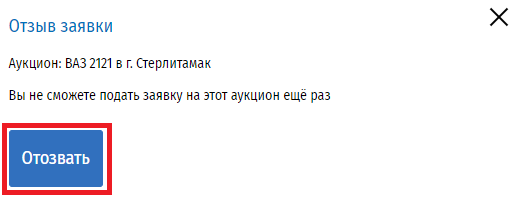 Отзыв заявки
Аукцион: ВАЗ 2121 в г. Стерлитамак
Вы не сможете подать заявку на этот аукцион ещё раз
Отозвать